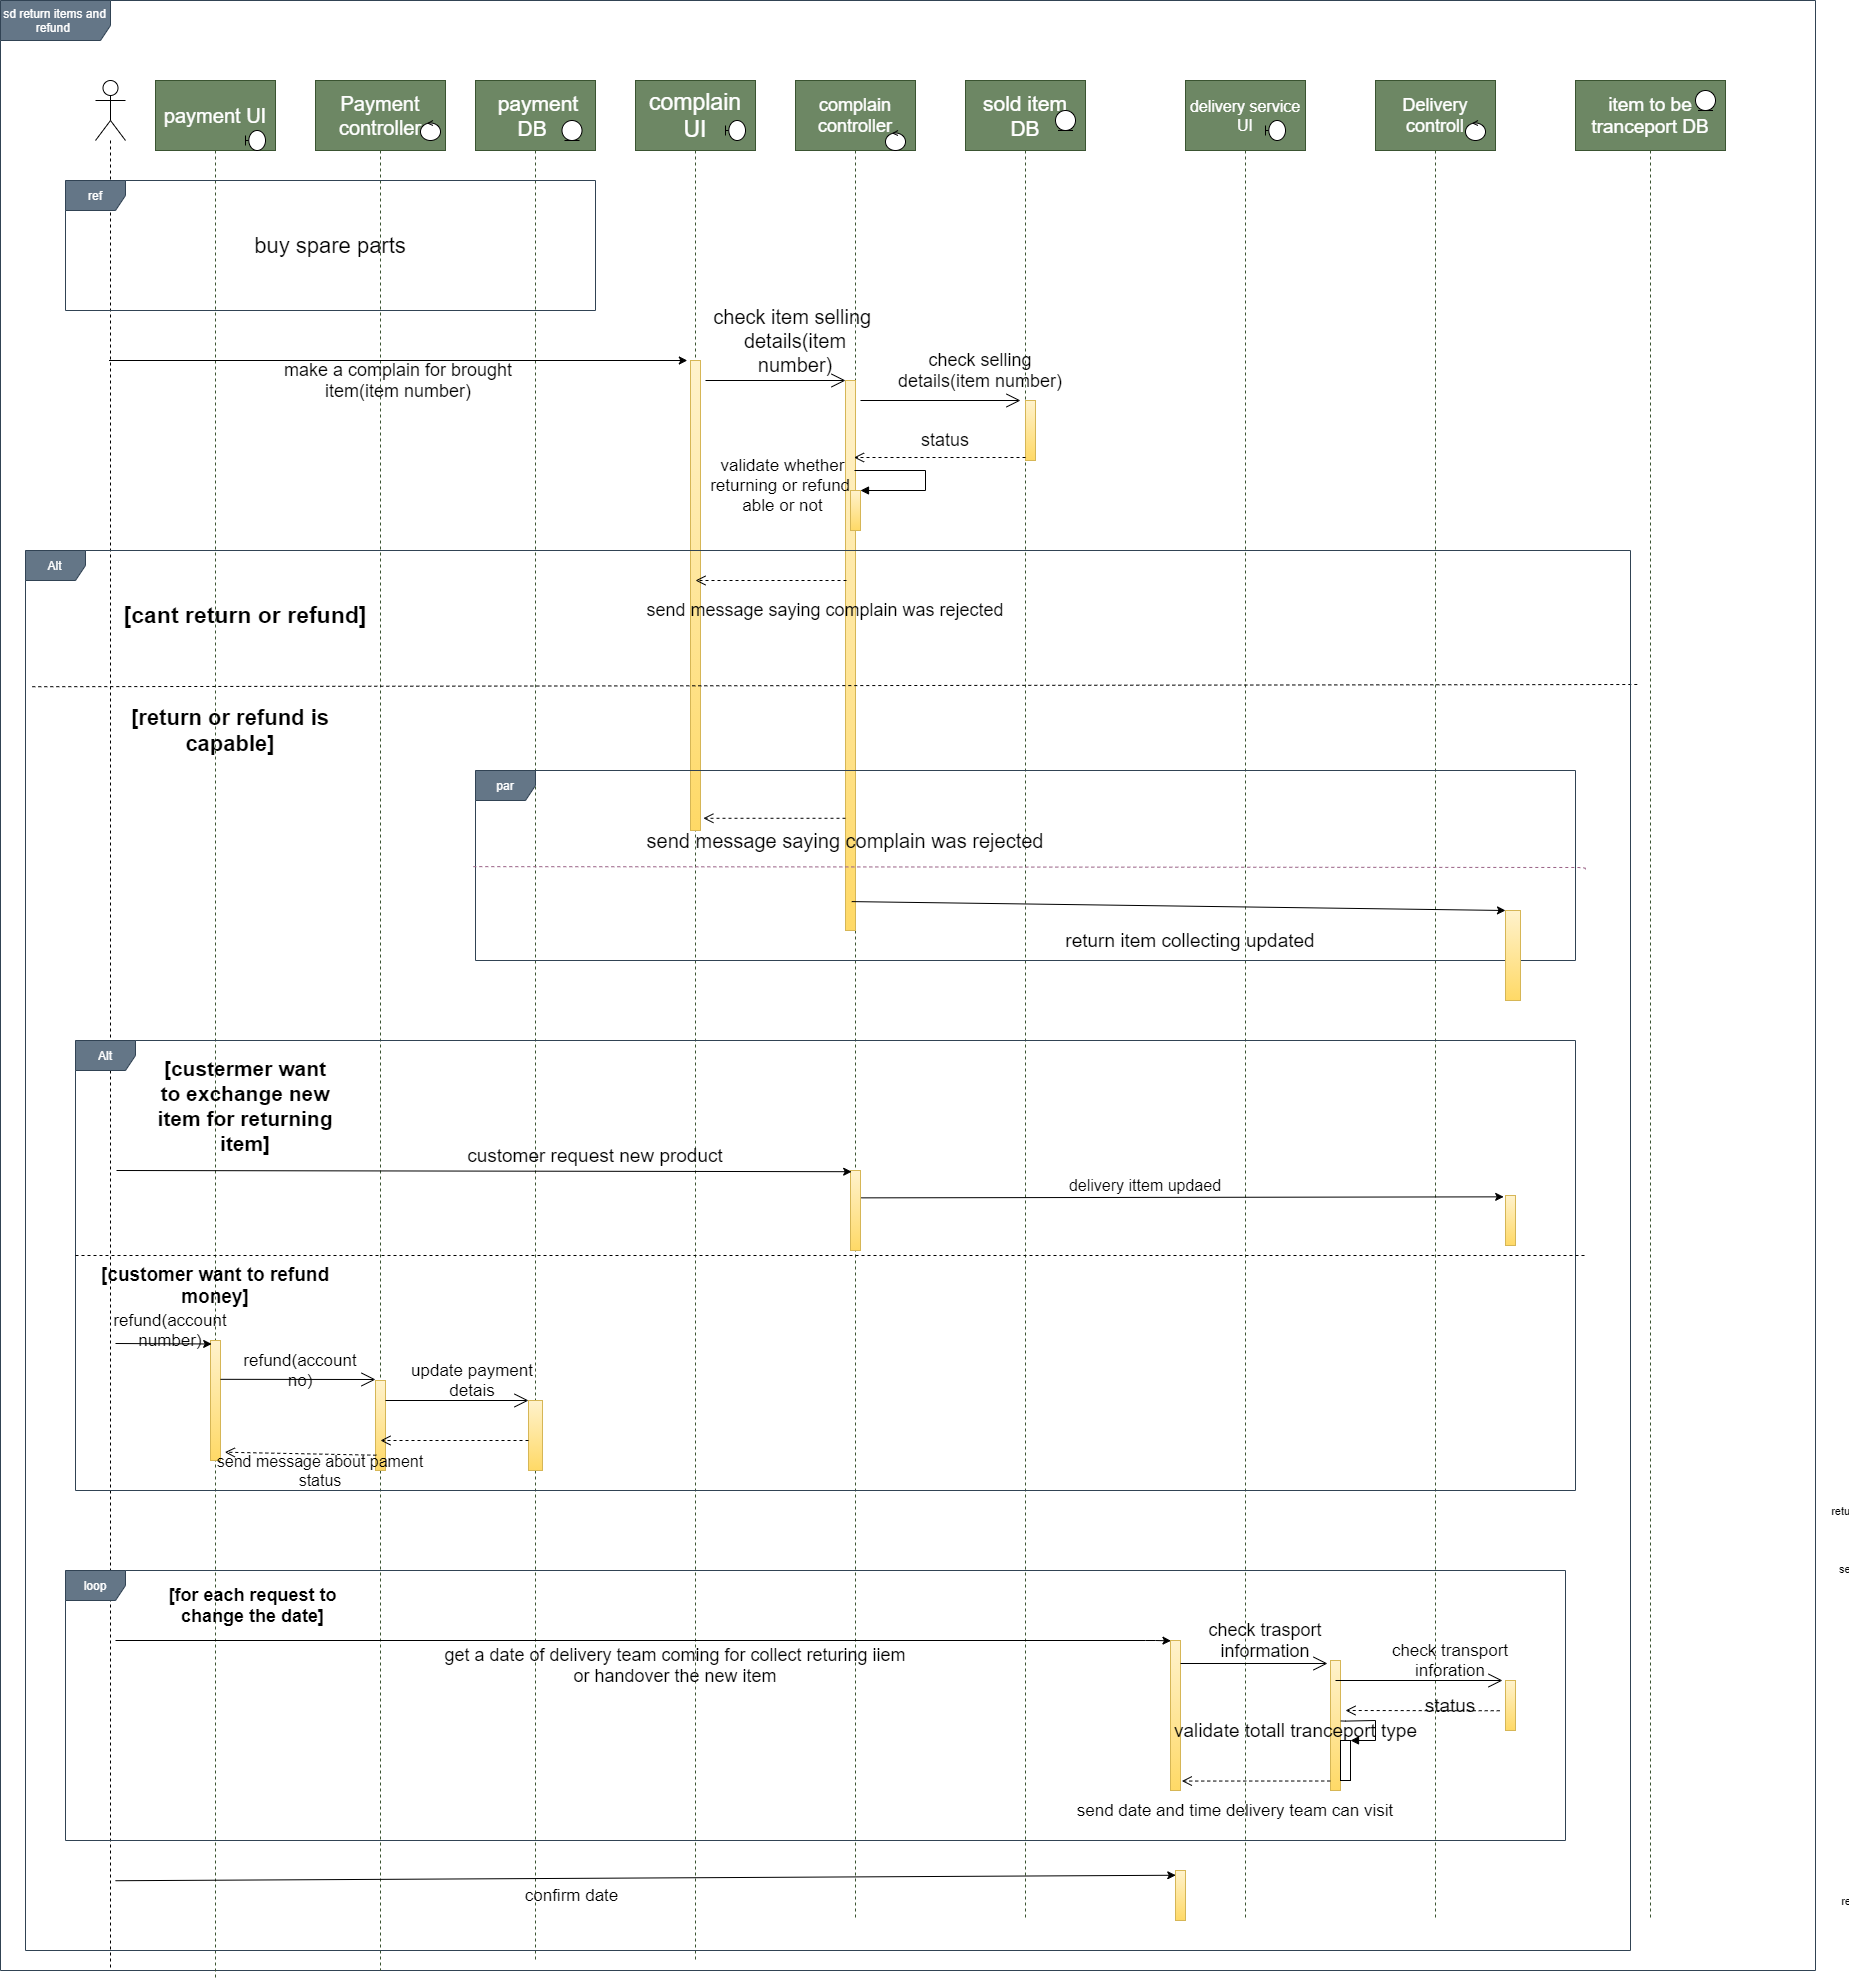 sd return items and
refund
payment UI
Payment
controller
payment
DB
complain
UI
complain
controller
sold item
DB
delivery service
UI
Delivery
controll
item to be
tranceport DB
ref
buy spare parts
make a complain for brought
item(item number)
check item selling
details(item
number)
check selling
details(item number)
status
validate whether
returning or refund
able or not
Alt
[cant return or refund]
send message saying complain was rejected
[return or refund is
capable]
par
send message saying complain was rejected
return item collecting updated
Alt
[custermer want
to exchange new
item for returning
item]
customer request new product
delivery ittem updaed
[customer want to refund
money]
refund(account
number)
refund(account
no)
update payment
detais
send message about pament
status
retu
se
loop
[for each request to
change the date]
get a date of delivery team coming for collect returing iiem
or handover the new item
check trasport
information
check transport
inforation
status
validate totall tranceport type
send date and time delivery team can visit
confirm date
re